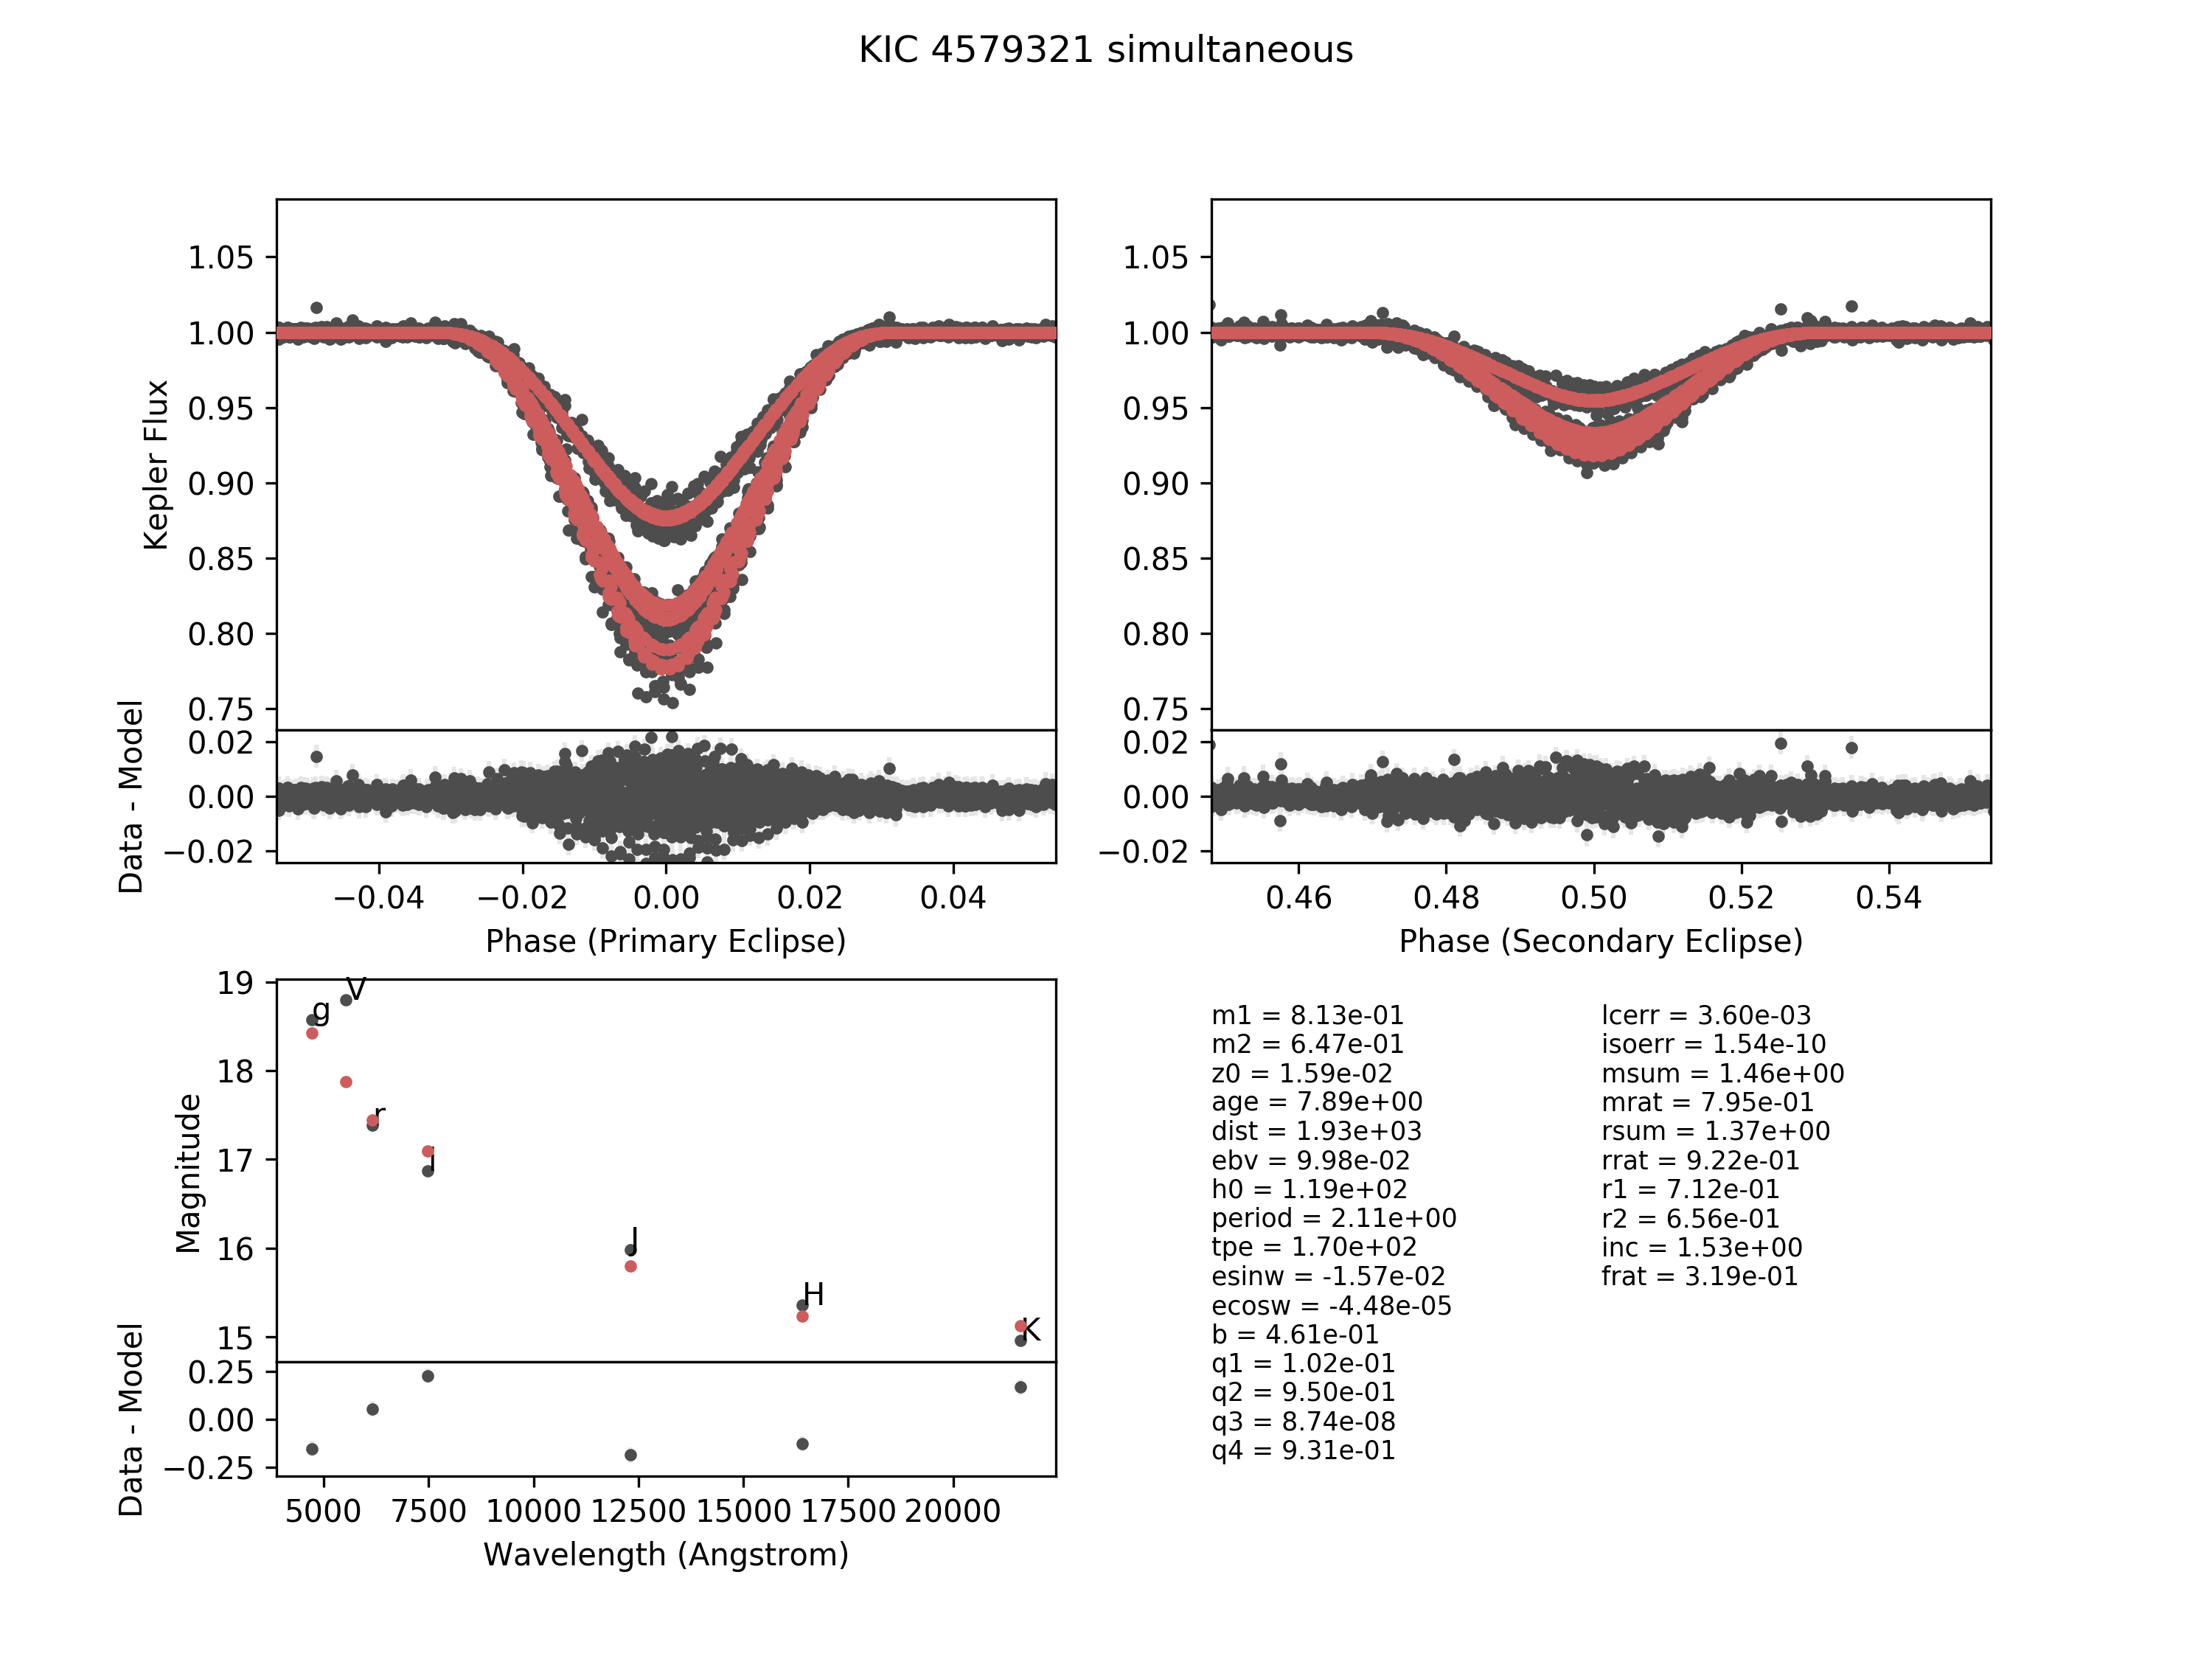 KIC 4579321 simultaneous
1.05
1.00
0.95
0.90
0.85
0.80
0.75
Kepler Flux
0.02
0.00
−0.02
Data - Model
−0.04 −0.02 0.00 0.02 0.04
Phase (Primary Eclipse)
1.05
1.00
0.95
0.90
0.85
0.80
0.75
0.02
0.00
−0.02
0.46 0.48 0.50 0.52 0.54
Phase (Secondary Eclipse)
19
18
17
16
15
Magnitude
g
V
r
i
J
H
K
0.25
0.00
−0.25
Data - Model
5000 7500 10000 12500 15000 17500 20000
Wavelength (Angstrom)
m1 = 8.13e-01
m2 = 6.47e-01
z0 = 1.59e-02
age = 7.89e+00
dist = 1.93e+03
ebv = 9.98e-02
h0 = 1.19e+02
period = 2.11e+00
tpe = 1.70e+02
esinw = -1.57e-02
ecosw = -4.48e-05
b = 4.61e-01
q1 = 1.02e-01
q2 = 9.50e-01
q3 = 8.74e-08
q4 = 9.31e-01
lcerr = 3.60e-03
isoerr = 1.54e-10
msum = 1.46e+00
mrat = 7.95e-01
rsum = 1.37e+00
rrat = 9.22e-01
r1 = 7.12e-01
r2 = 6.56e-01
inc = 1.53e+00
frat = 3.19e-01